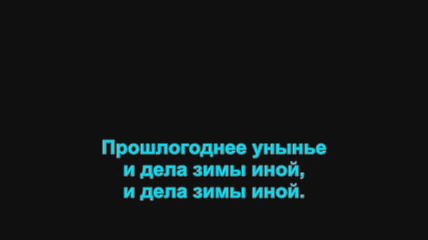 Прошлогоднее унынье
и дела зимы иной,
и дела зимы иной.